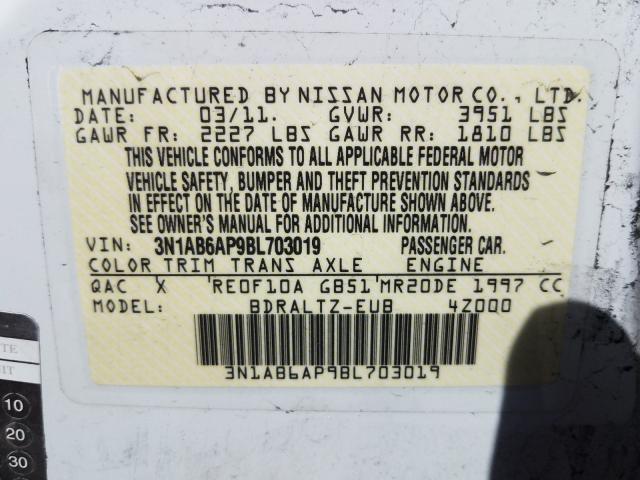 MANUFACTURED BY NISSAN MOTOR CO., LTD.
DATE: 03/11. GVWR: 3951 LBS
GAWR FR: 2227 LBS GAWR RR: 1810 LBS
THIS VEHICLE CONFORMS TO ALL APPLICABLE FEDERAL MOTOR
VEHICLE SAFETY, BUMPER AND THEFT PREVENTION STANDARDS
IN EFFECT ON THE DATE OF MANUFACTURE SHOWN ABOVE.
SEE OWNER'S MANUAL FOR ADDITIONAL INFORMATION.
VIN: 3N1AB6AP9BL703019 PASSENGER CAR.
COLOR TRIM TRANS AXLE ENGINE
QAC X RE0F10A GB51 MR20DE 1997 CC
MODEL: BDRALTZ-EUB 4Z000
3N1AB6AP9BL703019
10
20
30